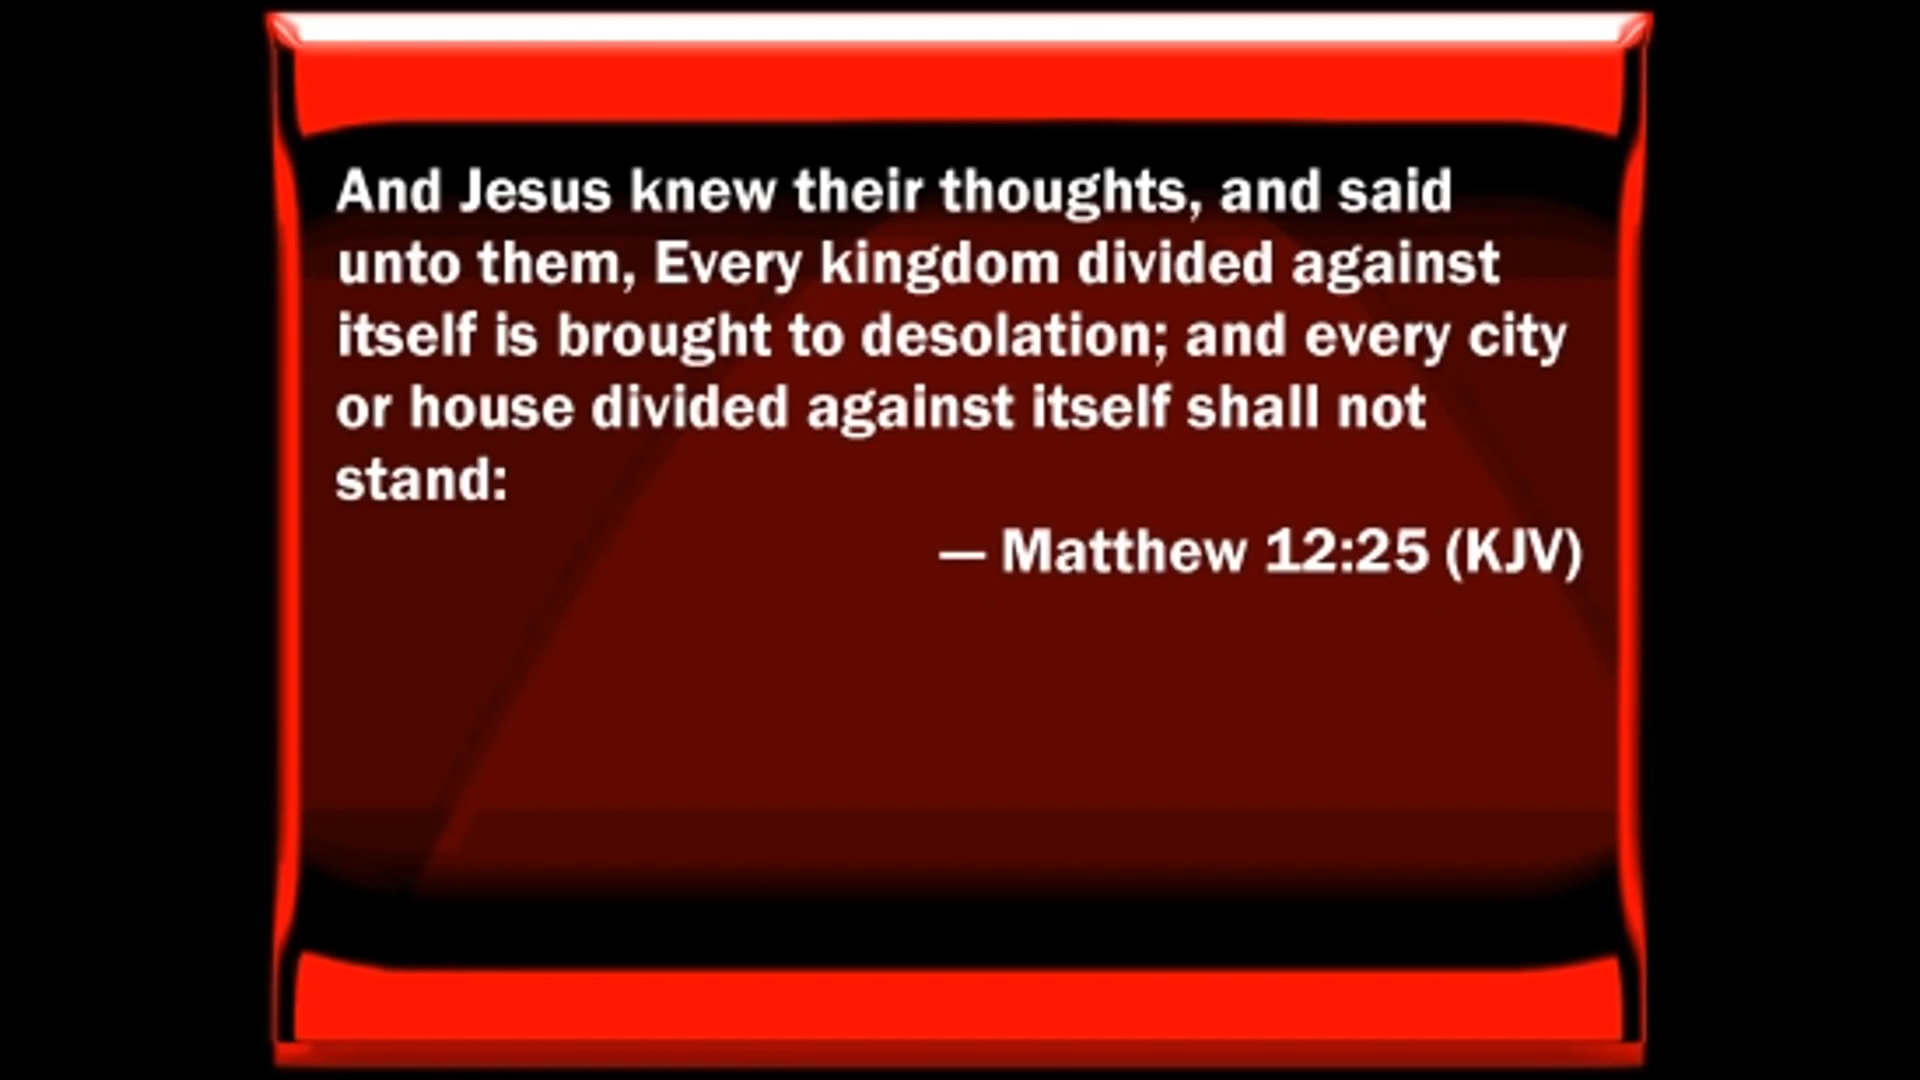 And Jesus knew their thoughts, and said
unto them, Every kingdom divided against
itself is brought to desolation; and every city
or house divided against itself shall not
stand:
— Matthew 12:25 (KJV)